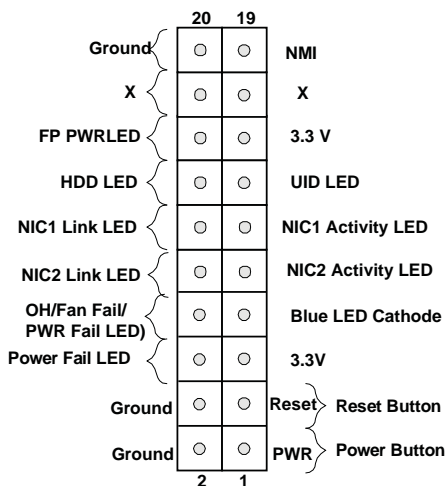 20 19
Ground NMI
X X
FP PWRLED 3.3 V
HDD LED UID LED
NIC1 Link LED NIC1 Activity LED
NIC2 Link LED NIC2 Activity LED
OH/Fan Fail/
PWR Fail LED) Blue LED Cathode
Power Fail LED 3.3V
Ground Reset Reset Button
Ground PWR Power Button
2 1